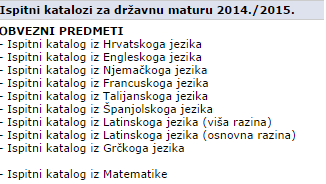 Ispitni katalozi za državnu maturu 2014./2015.
OBVEZNI PREDMETI
- Ispitni katalog iz Hrvatskoga jezika
- Ispitni katalog iz Engleskoga jezika
- Ispitni katalog iz Njemačkoga jezika
- Ispitni katalog iz Francuskoga jezika
- Ispitni katalog iz Talijanskoga jezika
- Ispitni katalog iz Španjolskoga jezika
- Ispitni katalog iz Latinskoga jezika (viša razina)
- Ispitni katalog iz Latinskoga jezika (osnovna razina)
- Ispitni katalog iz Grčkoga jezika
- Ispitni katalog iz Matematike